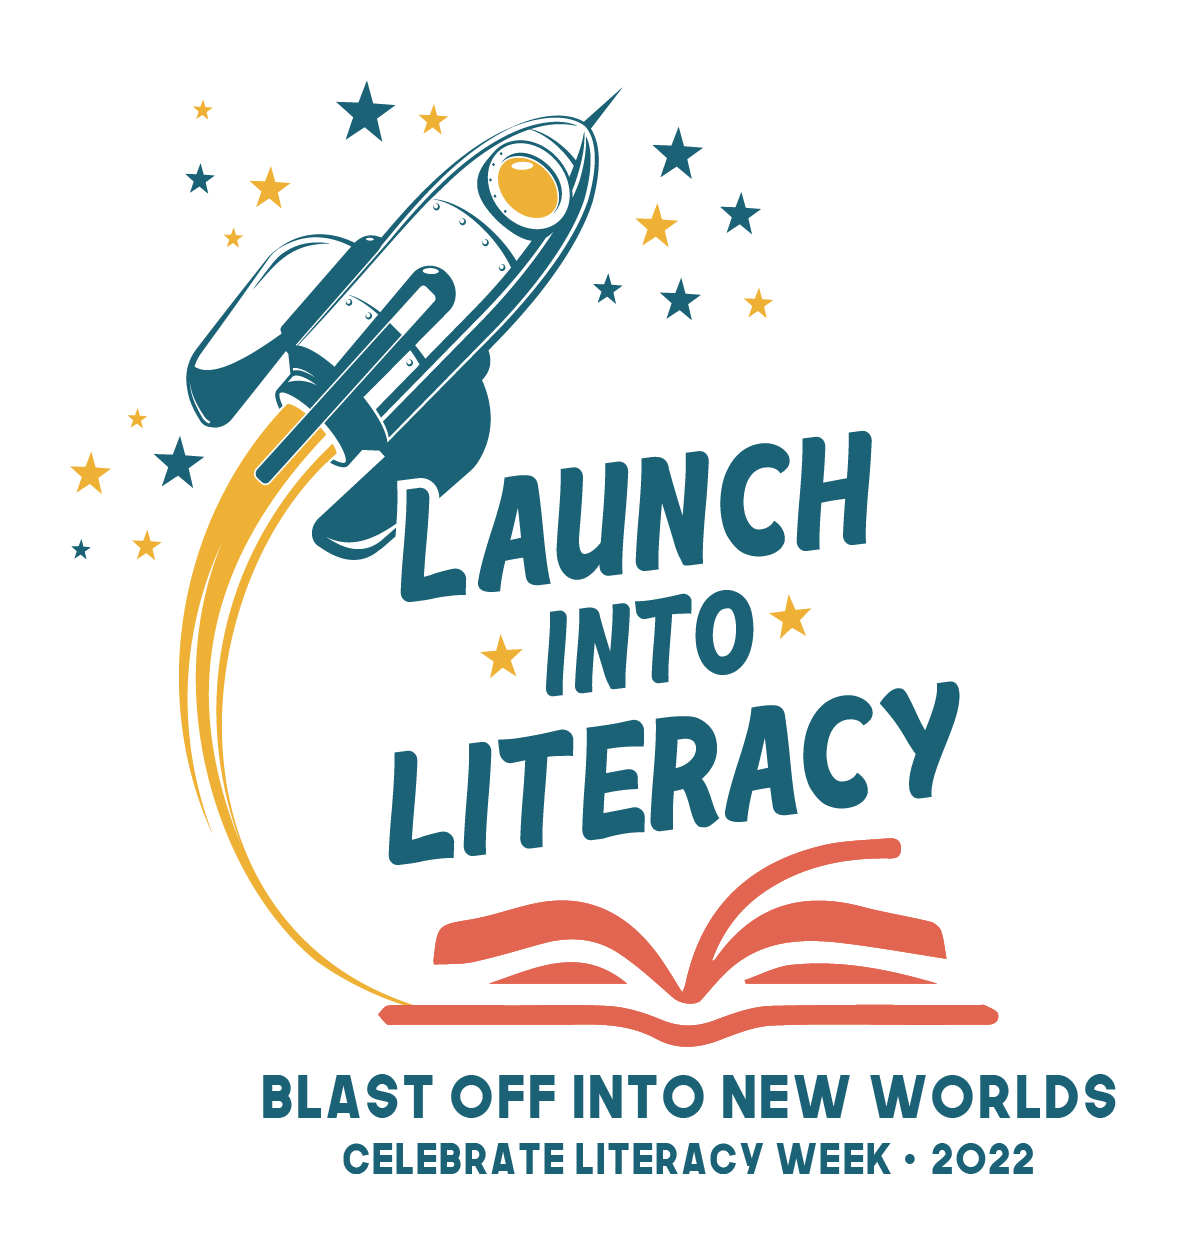 LAUNCH
INTO
LITERACY
BLAST OFF INTO NEW WORLDS
CELEBRATE LITERACY WEEK • 2022